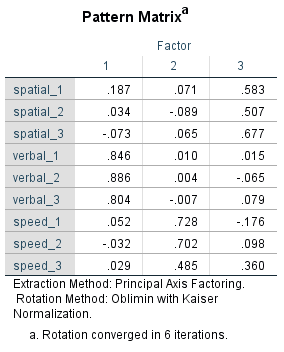 Pattern Matrixa
Factor
1 2 3
spatial_1 .187 .071 .583
spatial_2 .034 -.089 .507
spatial_3 -.073 .065 .677
verbal_1 .846 .010 .015
verbal_2 .886 .004 -.065
verbal_3 .804 -.007 .079
speed_1 .052 .728 -.176
speed_2 -.032 .702 .098
speed_3 .029 .485 .360
Extraction Method: Principal Axis Factoring.
Rotation Method: Oblimin with Kaiser
Normalization.
a. Rotation converged in 6 iterations.